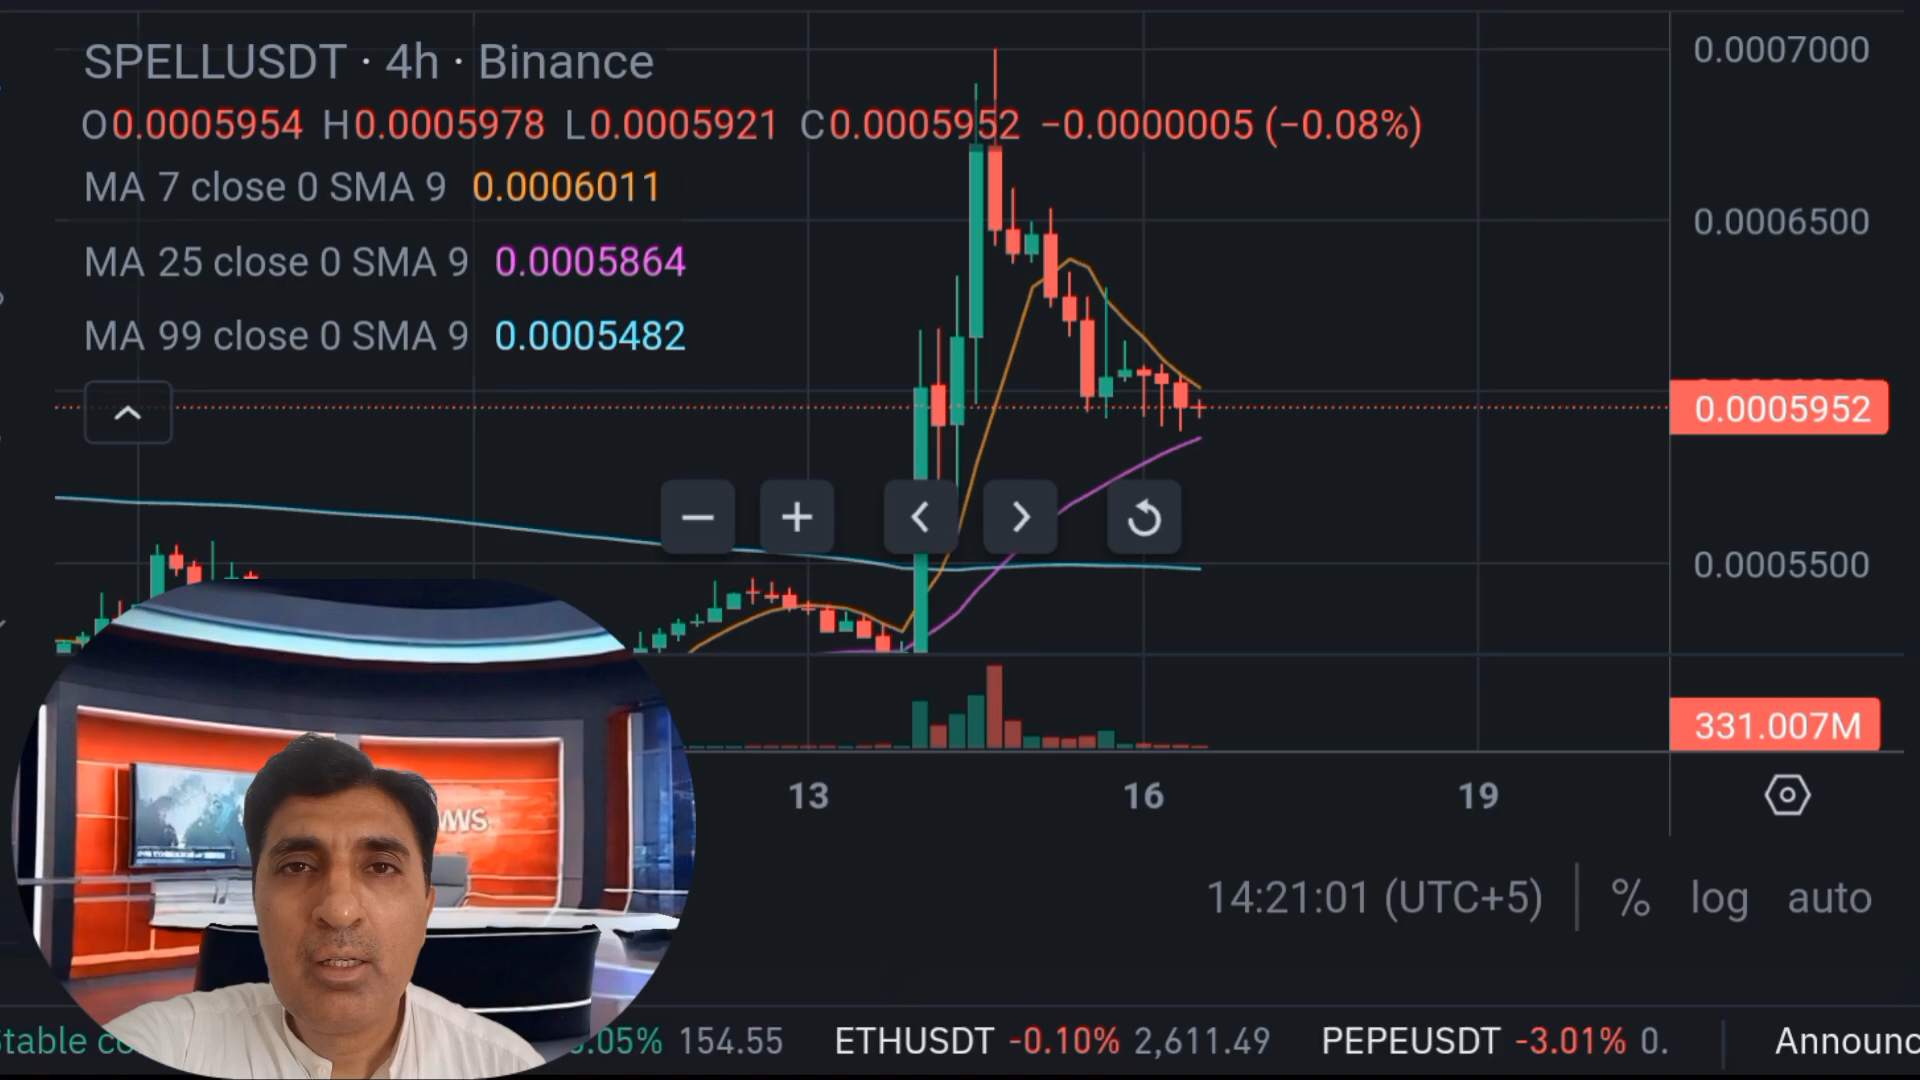 SPELLUSDT · 4h · Binance
O0.0005954 H0.0005978 L0.0005921 C0.0005952 −0.0000005 (−0.08%)
MA 7 close 0 SMA 9 0.0006011
MA 25 close 0 SMA 9 0.0005864
MA 99 close 0 SMA 9 0.0005482
0.0007000
0.0006500
0.0005952
0.0005500
331.007M
13 16 19
14:21:01 (UTC+5) % log auto
.05% 154.55 ETHUSDT -0.10% 2,611.49 PEPEUSDT -3.01% 0.